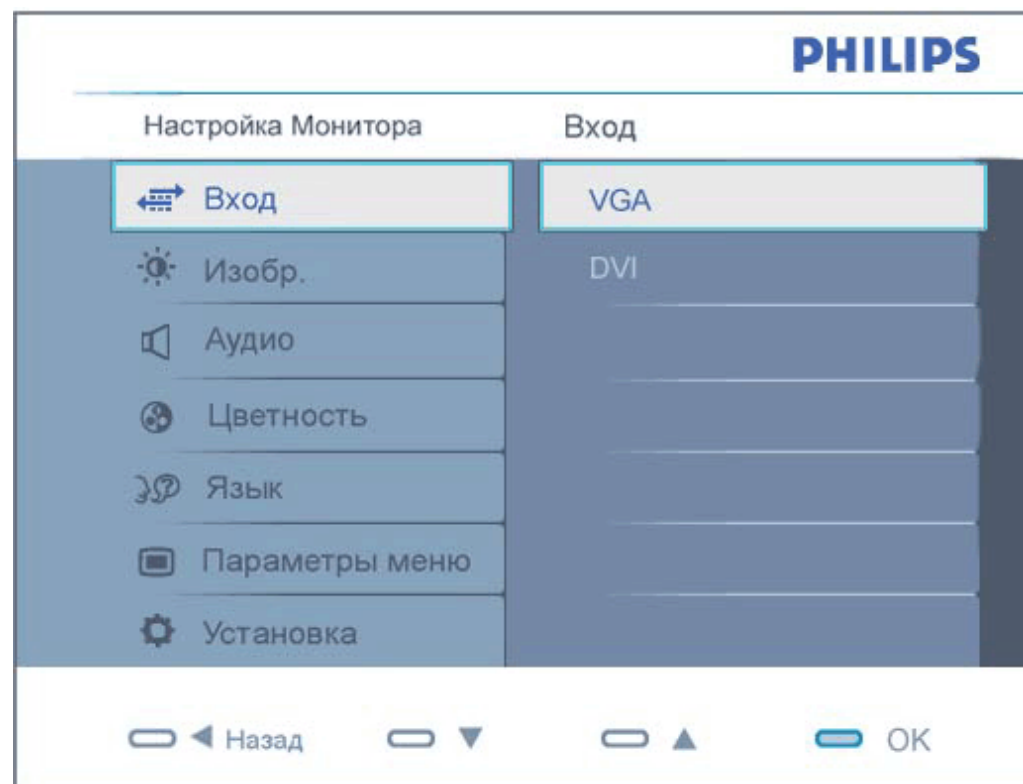 PHILIPS
Настройка Монитора
Вход
Вход
VGA
Изобр.
DVI
Аудио
Цветность
Язык
Параметры меню
Установка
Назад
OK